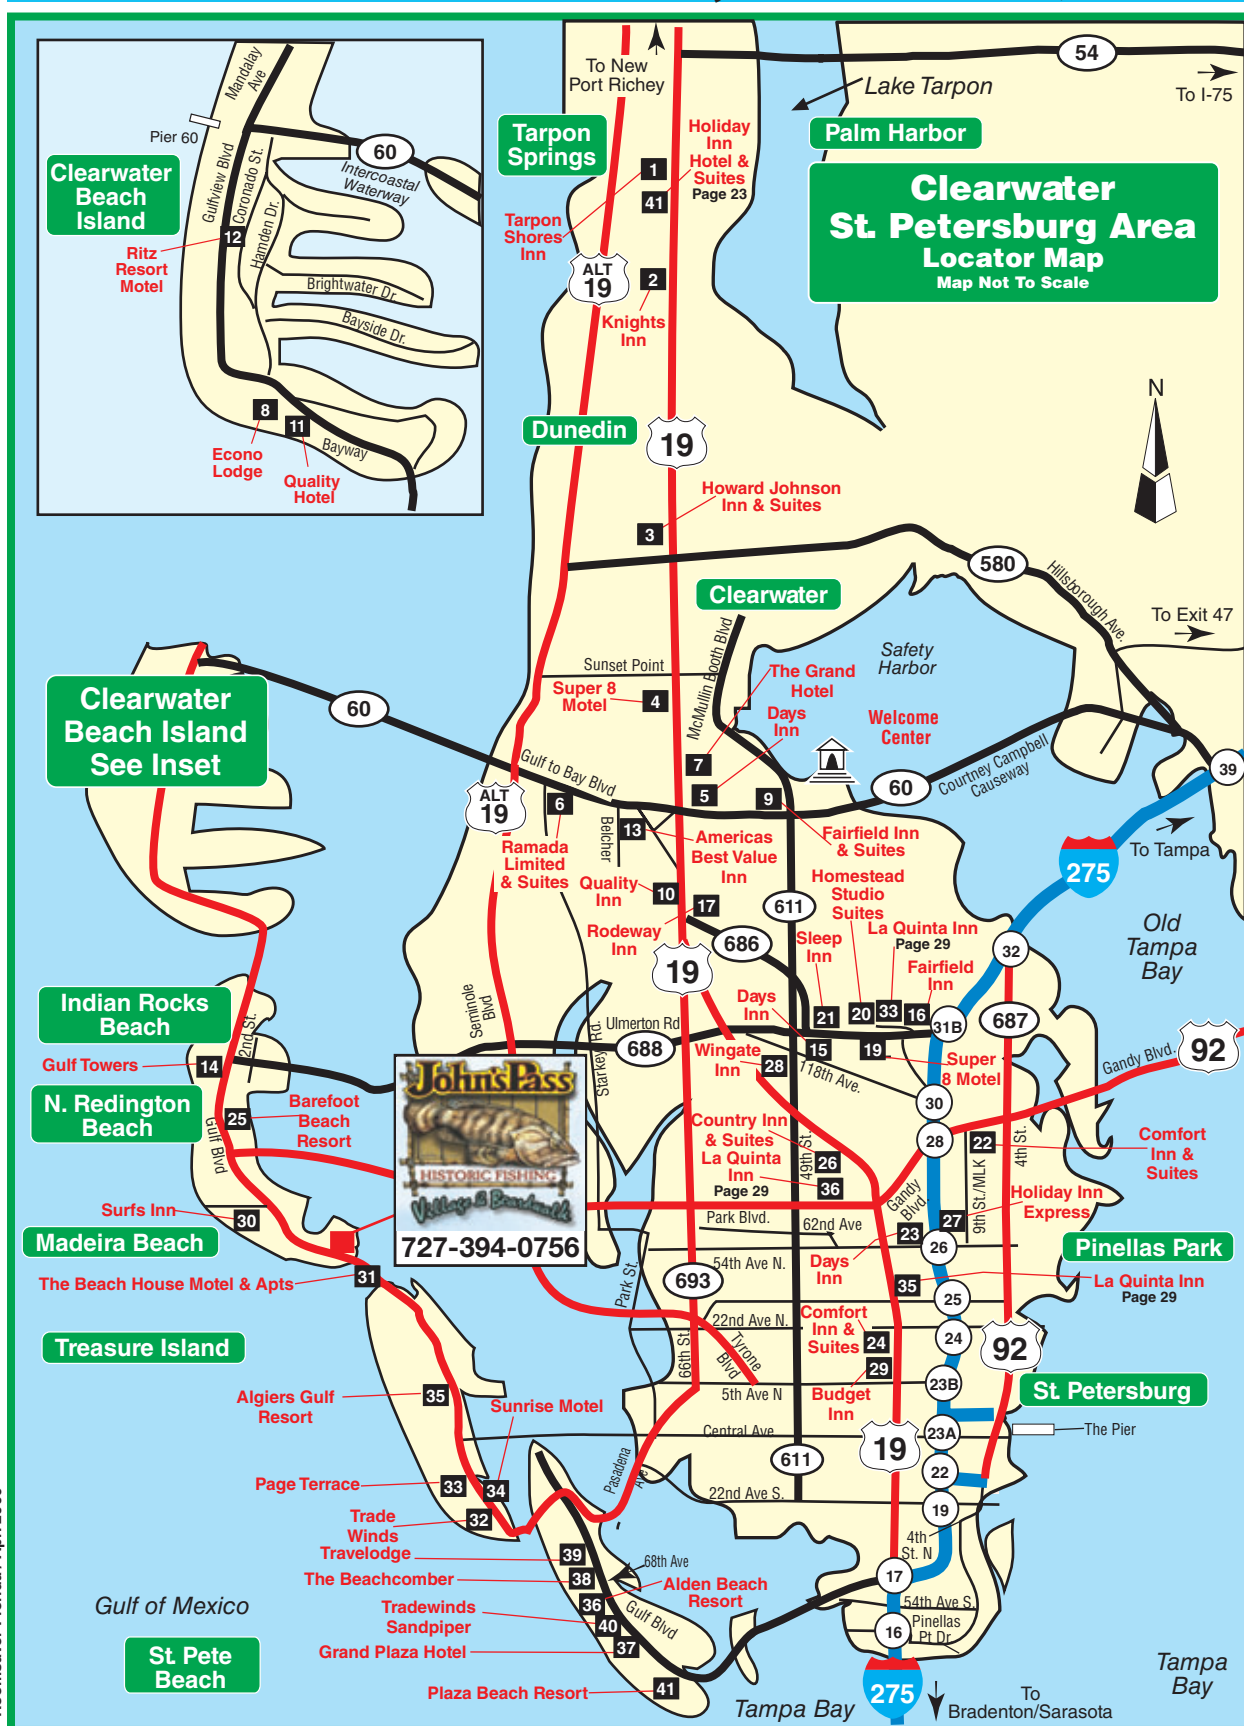 To New
Port Richey
54
To I-75
Lake Tarpon
Palm Harbor
Clearwater
St. Petersburg Area
Locator Map
Map Not To Scale
Tarpon
Springs
Holiday
Inn
Hotel &
Suites
Page 23
1
41
Tarpon
Shores
Inn
ALT
19
2
Knights
Inn
Mandalay
Ave
Pier 60
60
Intercoastal
Waterway
Clearwater
Beach
Island
Gulfview Blvd
Coronado St.
Hamden Dr.
12
Ritz
Resort
Motel
Brightwater Dr.
Bayside Dr.
8
11
Bayway
Econo
Lodge
Quality
Hotel
Dunedin
19
N
Howard Johnson
Inn & Suites
3
580
Hillsborough Ave.
Clearwater
To Exit 47
Safety
Harbor
McMullin Booth Blvd
Sunset Point
Super 8
Motel
4
The Grand
Hotel
Days
Inn
Welcome
Center
Clearwater
Beach Island
See Inset
60
Gulf to Bay Blvd
7
5
9
60
Courtney Campbell
Causeway
39
ALT
19
6
Belcher
13
Ramada
Limited
& Suites
Americas
Best Value
Inn
Fairfield Inn
& Suites
To Tampa
275
Quality
Inn
10
17
Rodeway
Inn
611
686
Homestead
Studio
Suites
La Quinta Inn
Page 29
Sleep
Inn
Fairfield
Inn
32
Old
Tampa
Bay
19
Indian Rocks
Beach
2nd St.
Seminole
Blvd
Starkey Rd.
Ulmerton Rd
688
Days
Inn
21
20
33
16
31B
687
92
Gandy Blvd.
Gulf Towers
14
Wingate
Inn
28
15
19
Super
8 Motel
118th Ave.
30
N. Redington
Beach
25
Barefoot
Beach
Resort
Gulf Blvd
John's Pass
HISTORIC FISHING
Village & Boardwalk
727-394-0756
Country Inn
& Suites
La Quinta
Inn
Page 29
49th St.
26
36
28
22
4th St.
9th St./MLK
Comfort
Inn &
Suites
Surfs Inn
30
Madeira Beach
Park Blvd.
62nd Ave
Gandy
Blvd.
23
27
Holiday Inn
Express
26
Pinellas Park
The Beach House Motel & Apts
31
Park St.
693
54th Ave N.
Days
Inn
35
La Quinta Inn
Page 29
25
Treasure Island
66th St.
22nd Ave N.
Tyrone
Blvd
Comfort
Inn &
Suites
24
24
92
29
Algiers Gulf
Resort
35
Sunrise Motel
5th Ave N
Budget
Inn
23B
St. Petersburg
Central Ave
19
23A
The Pier
Page Terrace
33
34
Pasadena
Ave
611
22
Trade
Winds
32
22nd Ave S.
19
Travelodge
39
68th Ave
4th
St. N
The Beachcomber
38
Alden Beach
Resort
17
Gulf of Mexico
Tradewinds
Sandpiper
36
40
Gulf Blvd
54th Ave S.
Pinellas
Pt Dr
16
St. Pete
Beach
Grand Plaza Hotel
37
Plaza Beach Resort
41
Tampa Bay
275
To
Bradenton/Sarasota
Tampa
Bay